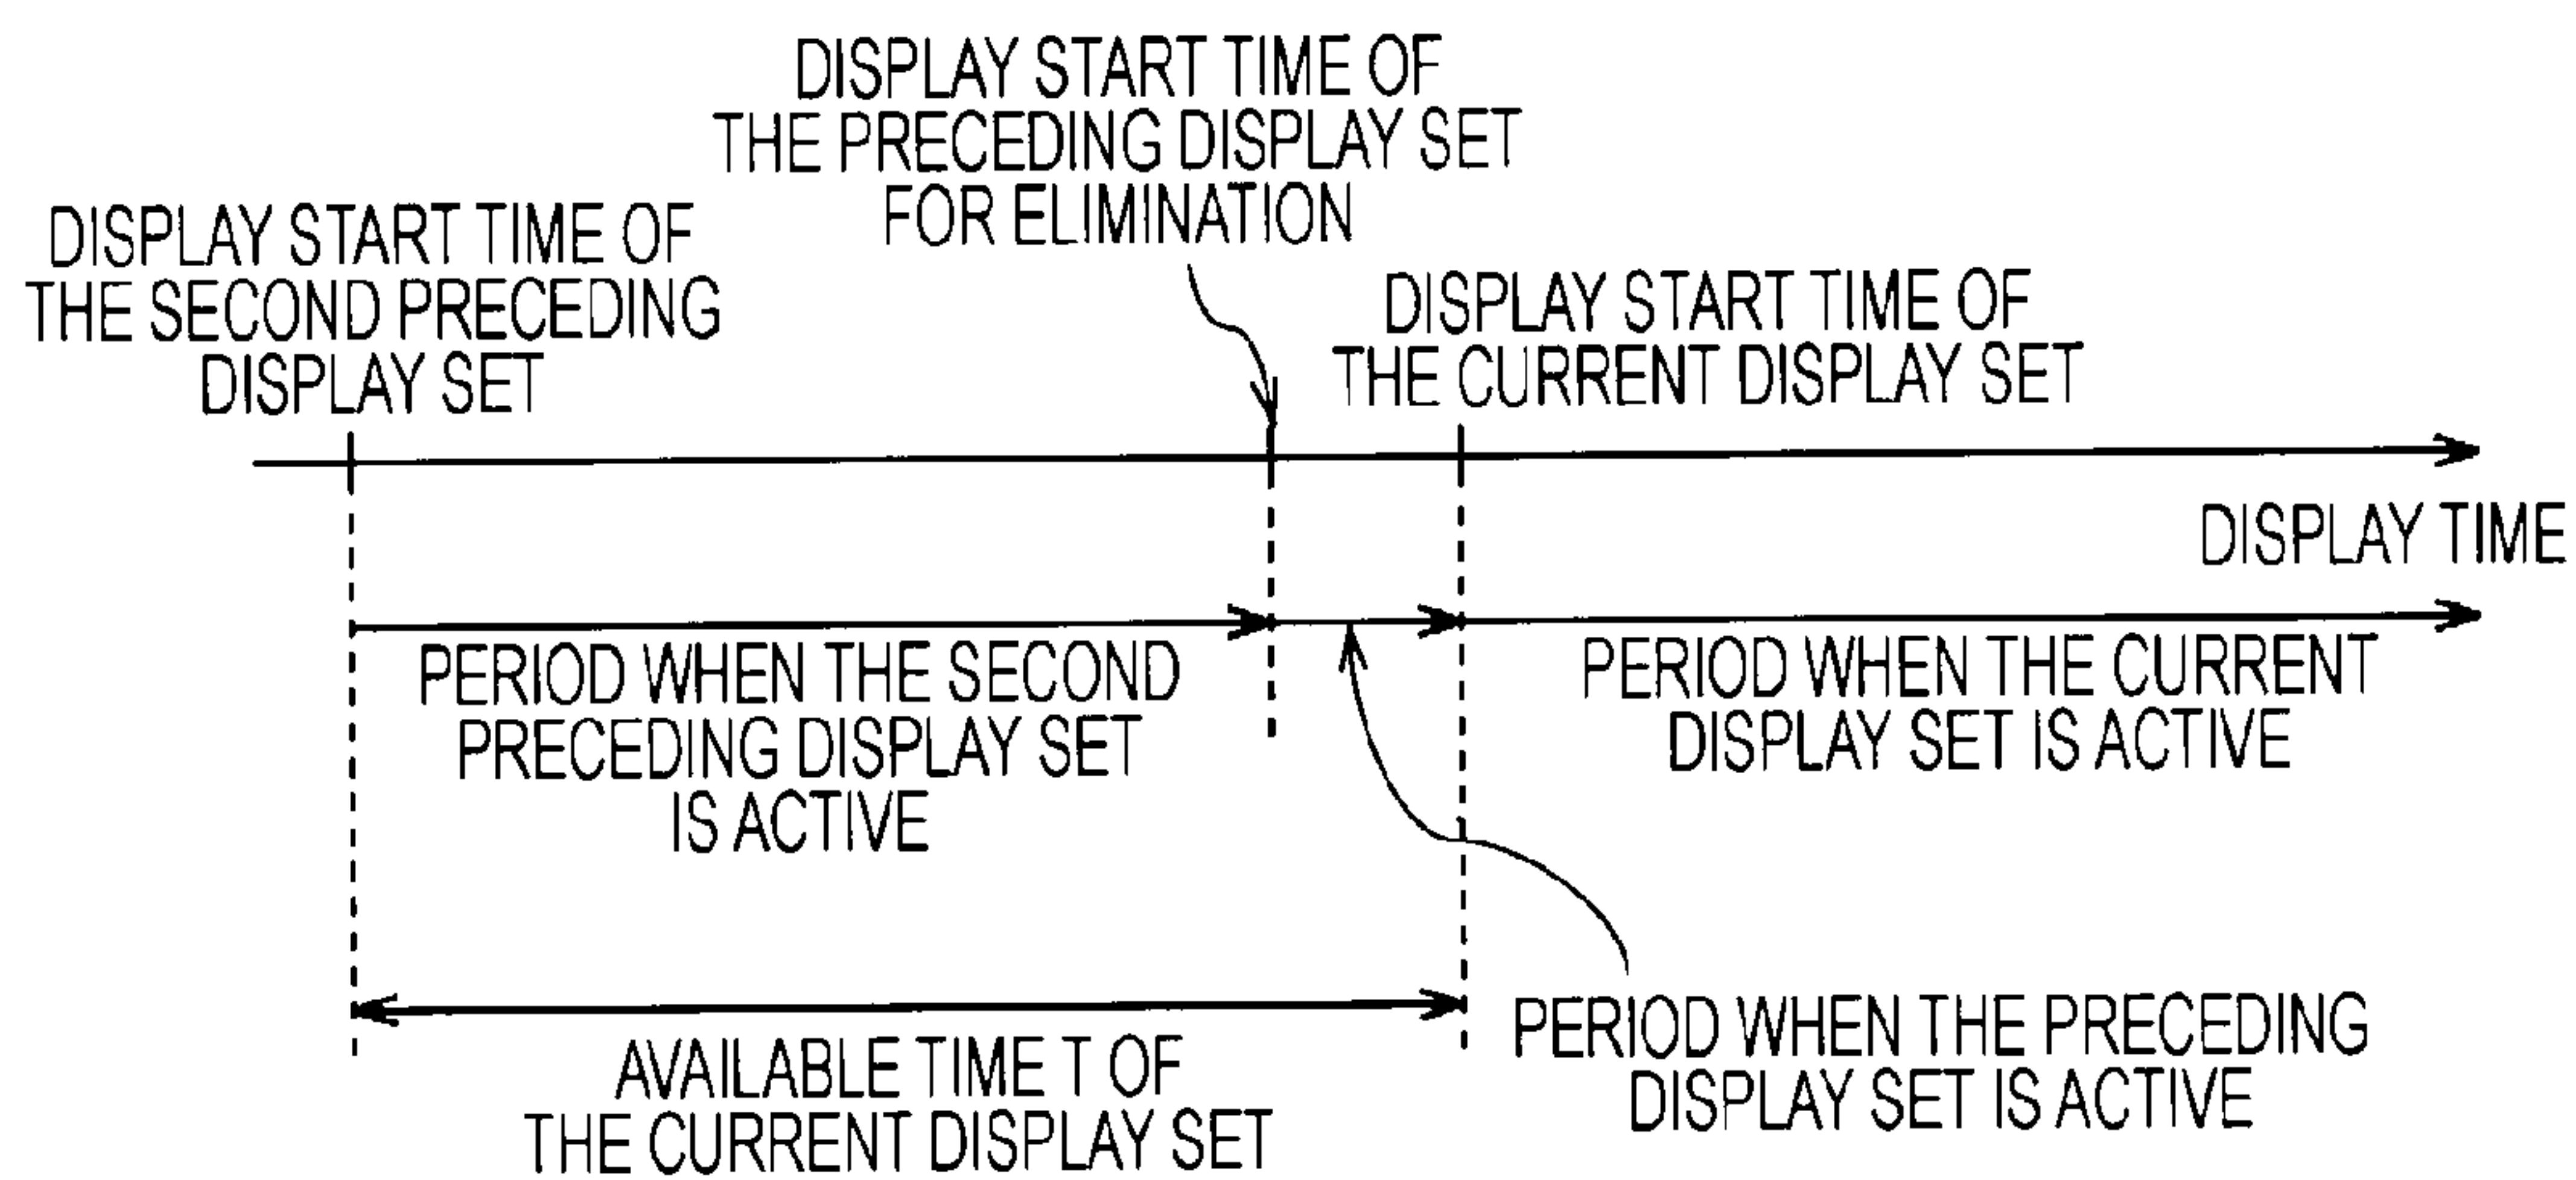 DISPLAY START TIME OF
THE PRECEDING DISPLAY SET
FOR ELIMINATION
DISPLAY START TIME OF
THE SECOND PRECEDING
DISPLAY SET
DISPLAY START TIME OF
THE CURRENT DISPLAY SET
DISPLAY TIME
PERIOD WHEN THE SECOND
PRECEDING DISPLAY SET
IS ACTIVE
PERIOD WHEN THE CURRENT
DISPLAY SET IS ACTIVE
AVAILABLE TIME T OF
THE CURRENT DISPLAY SET
PERIOD WHEN THE PRECEDING
DISPLAY SET IS ACTIVE